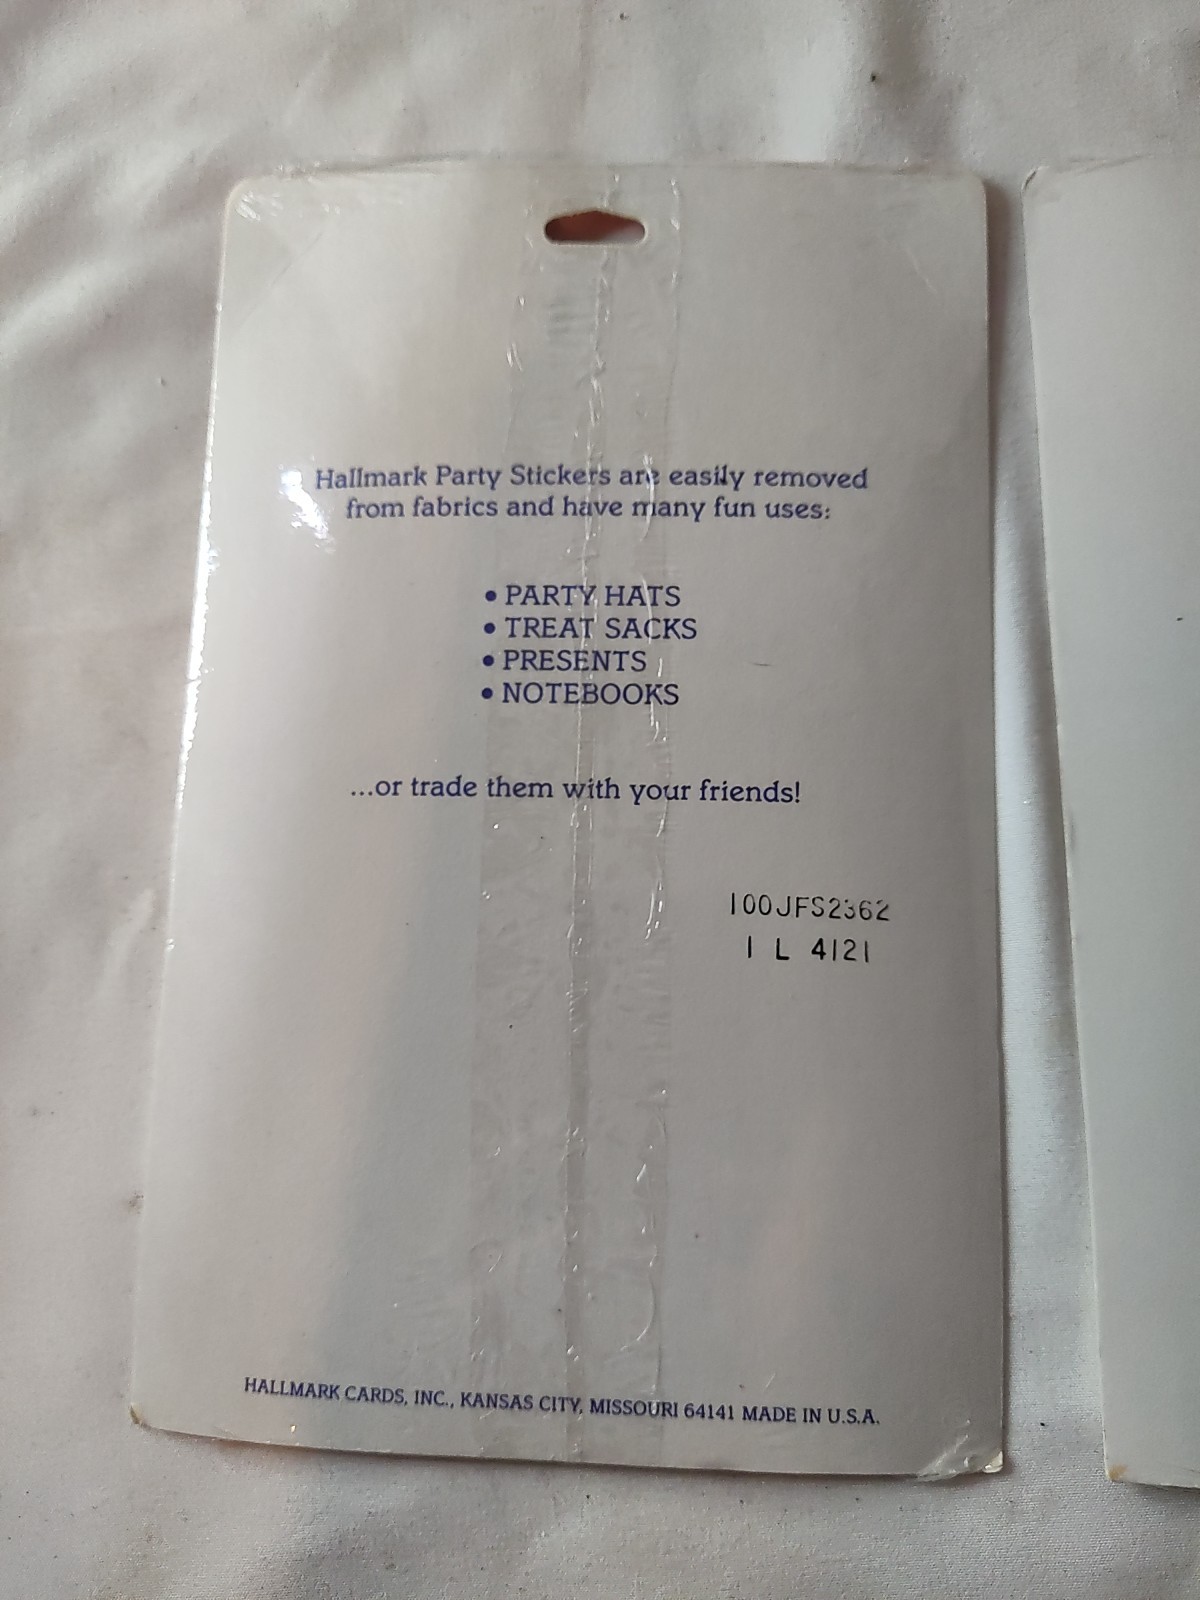 Hallmark Party Stickers are easily removed
from fabrics and have many fun uses:
• PARTY HATS
• TREAT SACKS
• PRESENTS
• NOTEBOOKS
...or trade them with your friends!
100JFS2362
1 L 4121
HALLMARK CARDS, INC., KANSAS CITY, MISSOURI 64141 MADE IN U.S.A.